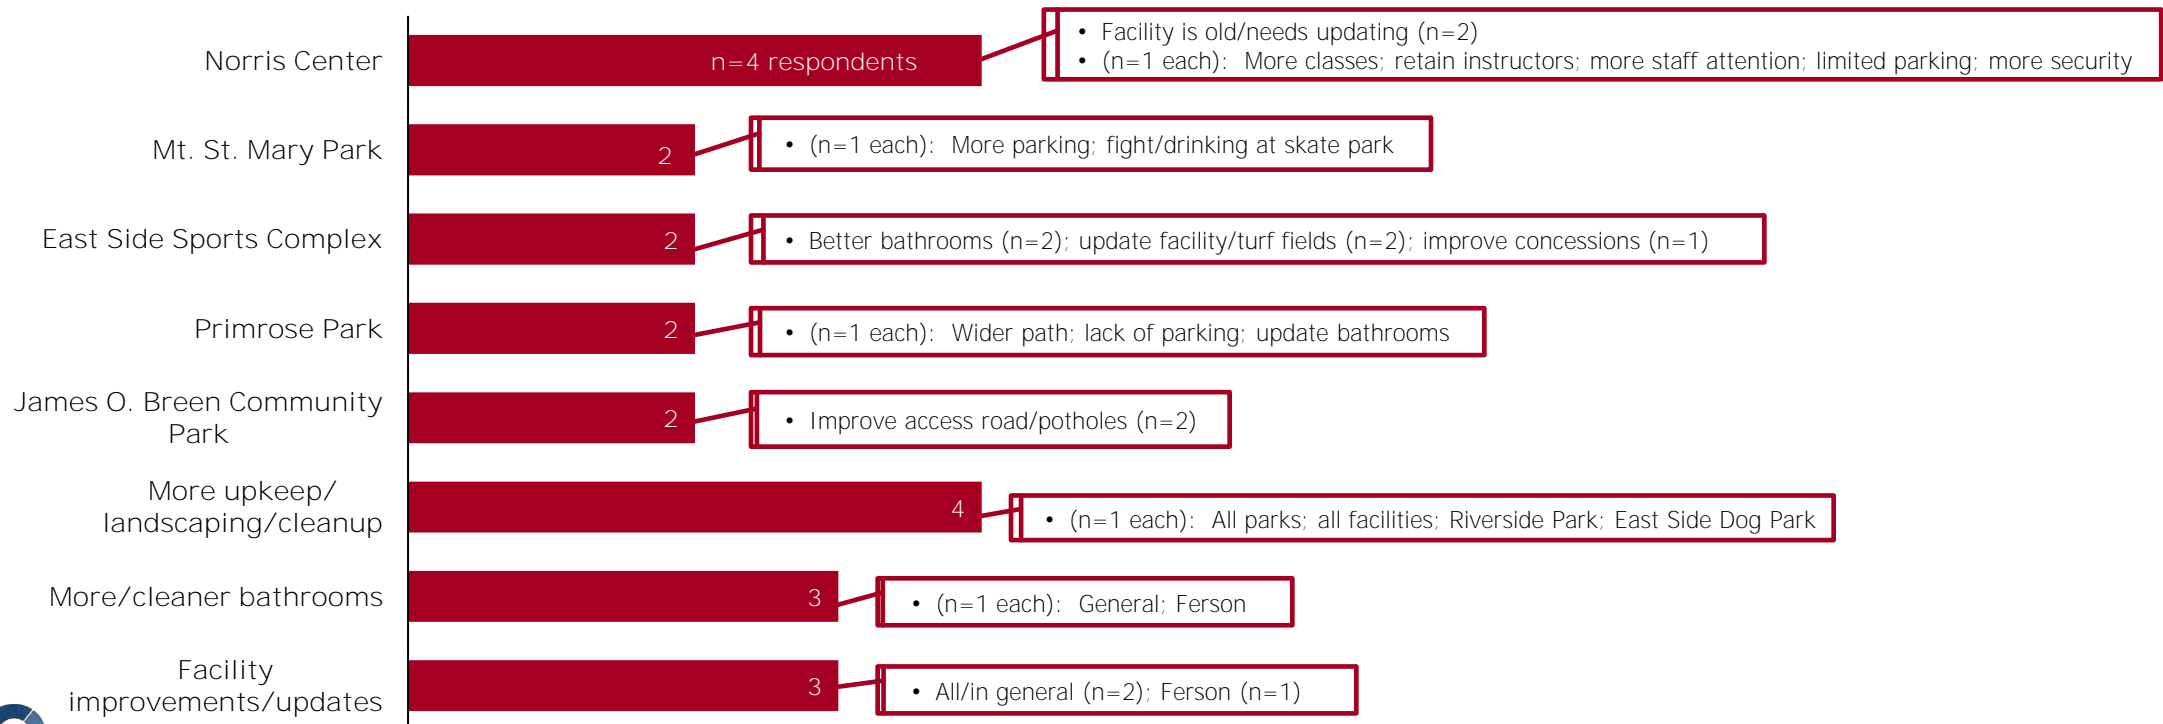 Norris Center
n=4 respondents
• Facility is old/needs updating (n=2)
• (n=1 each): More classes; retain instructors; more staff attention; limited parking; more security
Mt. St. Mary Park
2
• (n=1 each): More parking; fight/drinking at skate park
East Side Sports Complex
2
• Better bathrooms (n=2); update facility/turf fields (n=2); improve concessions (n=1)
Primrose Park
2
• (n=1 each): Wider path; lack of parking; update bathrooms
James O. Breen Community
Park
2
• Improve access road/potholes (n=2)
More upkeep/
landscaping/cleanup
4
• (n=1 each): All parks; all facilities; Riverside Park; East Side Dog Park
More/cleaner bathrooms
3
• (n=1 each): General; Ferson
Facility
improvements/updates
3
• All/in general (n=2); Ferson (n=1)